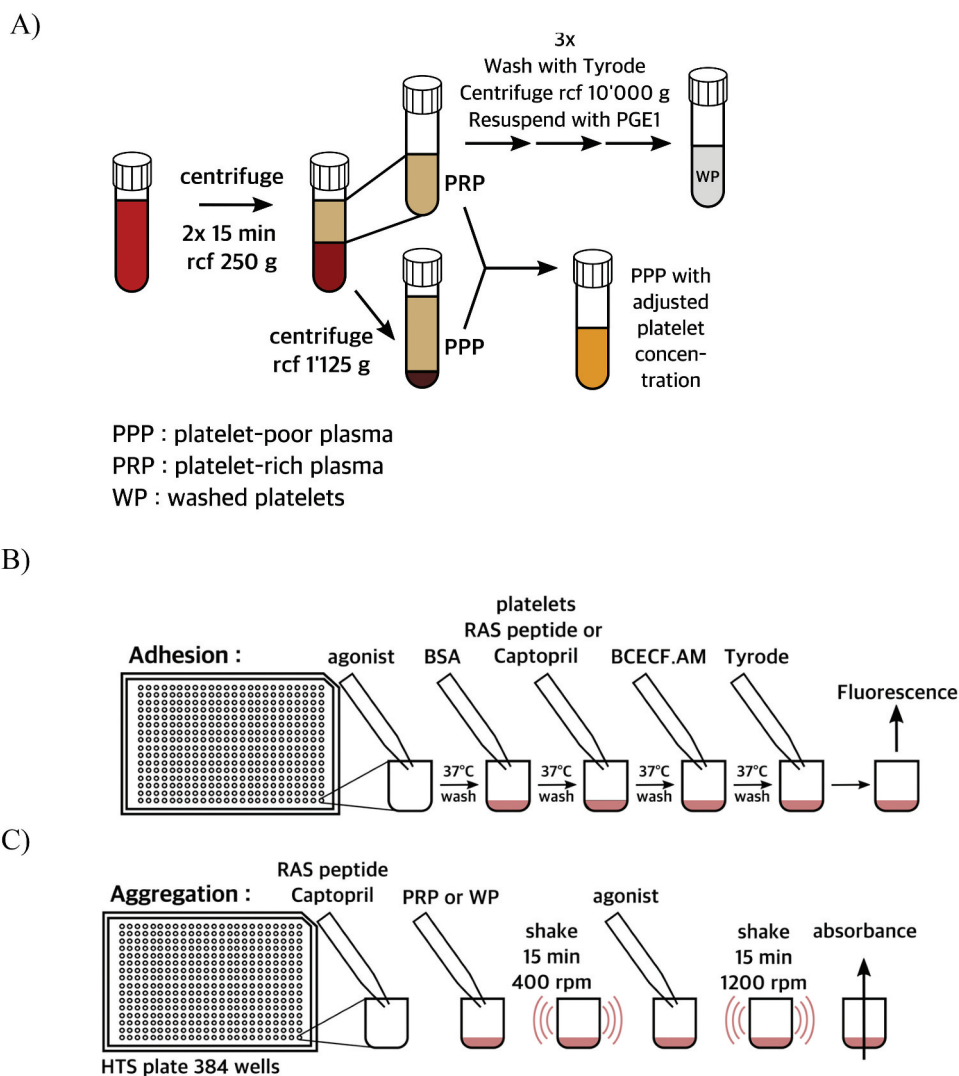 A)
3x
Wash with Tyrode
Centrifuge rcf 10'000 g
Resuspend with PGE1
centrifuge
2x 15 min
rcf 250 g
PRP
WP
centrifuge
rcf 1'125 g
PPP
PPP with
adjusted
platelet
concen-
tration
PPP : platelet-poor plasma
PRP : platelet-rich plasma
WP : washed platelets
B)
Adhesion :
agonist
BSA
platelets
RAS peptide or
Captopril
BCECF.AM
Tyrode
Fluorescence
37°C
wash
37°C
wash
37°C
wash
37°C
wash
C)
Aggregation :
RAS peptide
Captopril
PRP or WP
shake
15 min
400 rpm
agonist
shake
15 min
1200 rpm
absorbance
HTS plate 384 wells